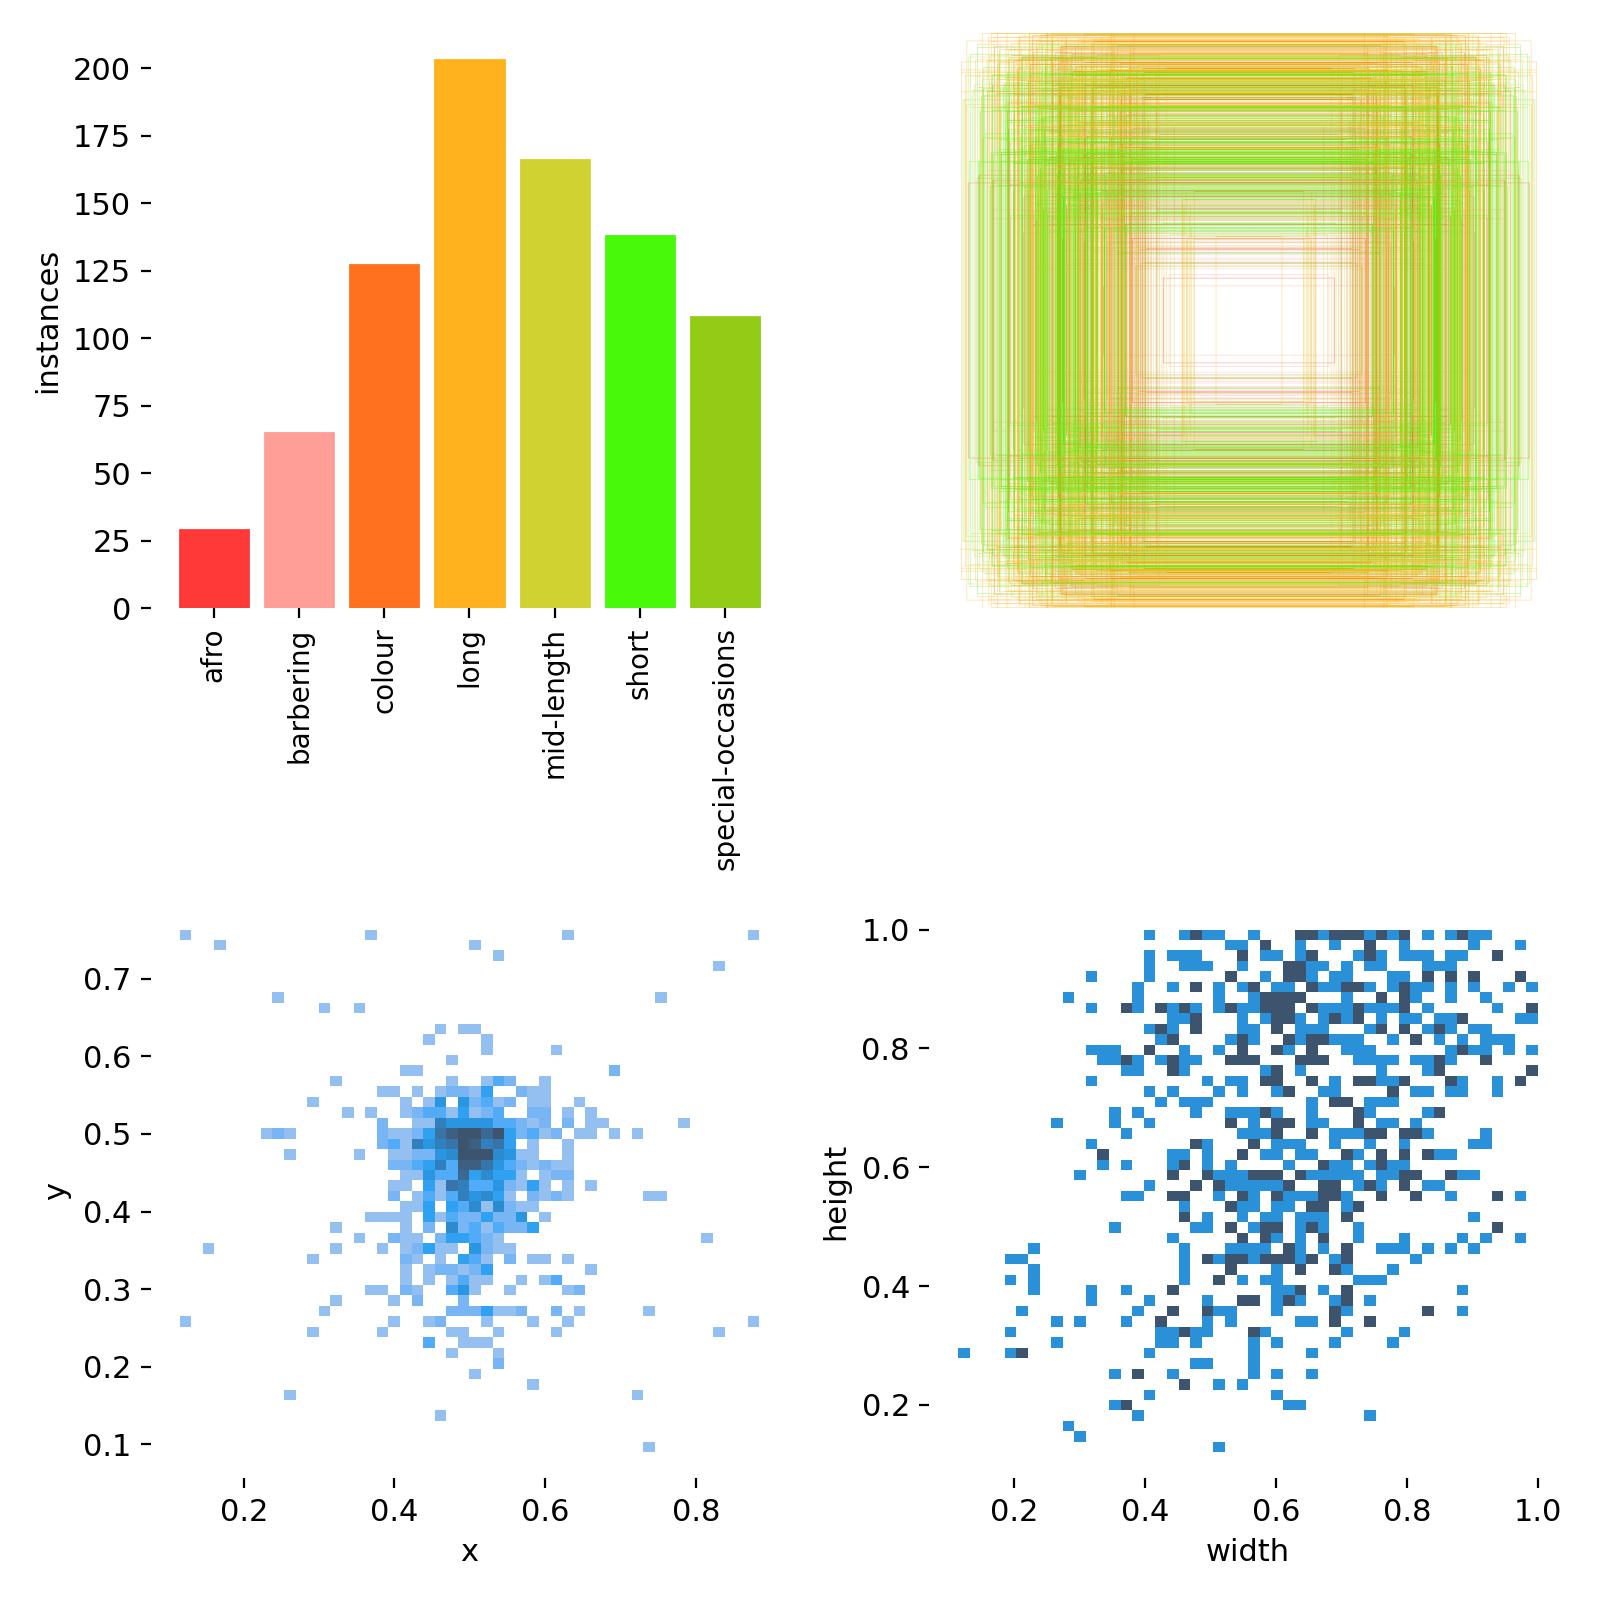 instances
200
175
150
125
100
75
50
25
0
afro
barbering
colour
long
mid-length
short
special-occasions
y
0.7
0.6
0.5
0.4
0.3
0.2
0.1
0.2 0.4 0.6 0.8
x
height
1.0
0.8
0.6
0.4
0.2
0.2 0.4 0.6 0.8 1.0
width